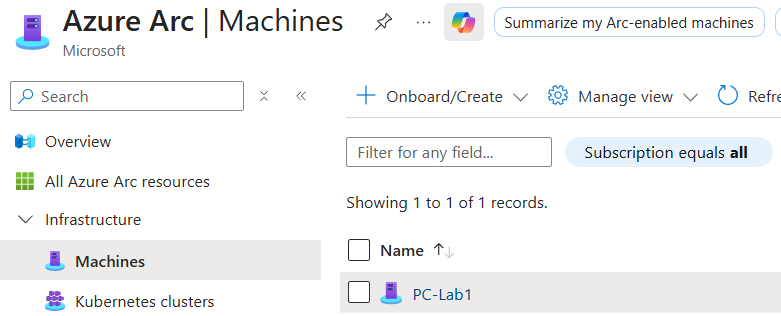 Azure Arc | Machines
Microsoft
...
Summarize my Arc-enabled machines
Search
Overview
All Azure Arc resources
Infrastructure
Machines
Kubernetes clusters
Onboard/Create
Manage view
Refre
Filter for any field...
Subscription equals all
Showing 1 to 1 of 1 records.
Name ↑↓
PC-Lab1